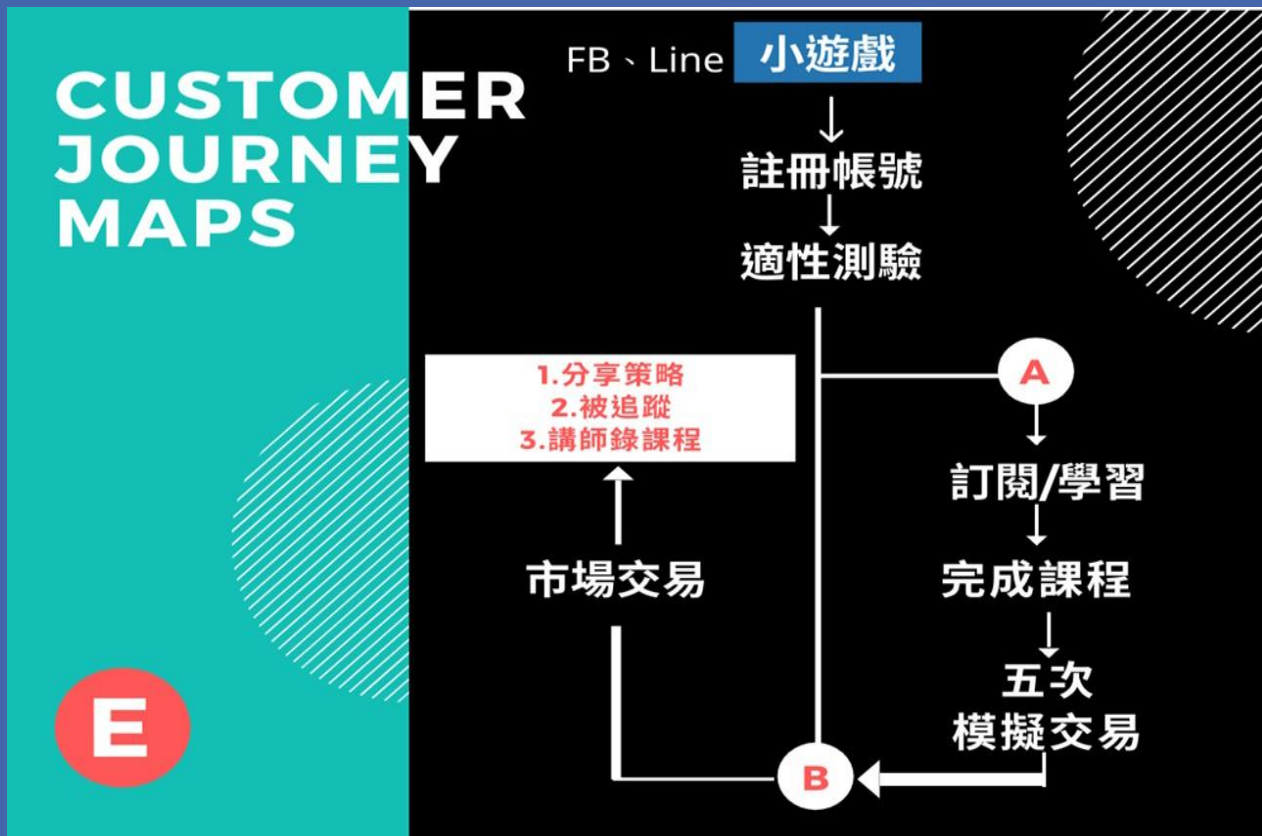 CUSTOMER
JOURNEY
MAPS
FB、Line 小遊戲
註冊帳號
適性測驗
A
訂閱/學習
完成課程
五次
模擬交易
B
市場交易
1.分享策略
2.被追蹤
3.講師錄課程
E